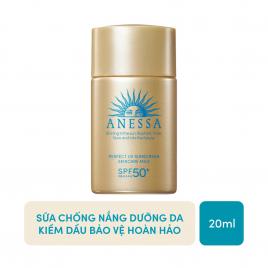 ANESSA
PERFECT UV SUNSCREEN
SKINCARE MILK
SPF50+
SỮA CHỐNG NẮNG DƯỠNG DA
KIỀM DẦU BẢO VỆ HOÀN HẢO
20ml